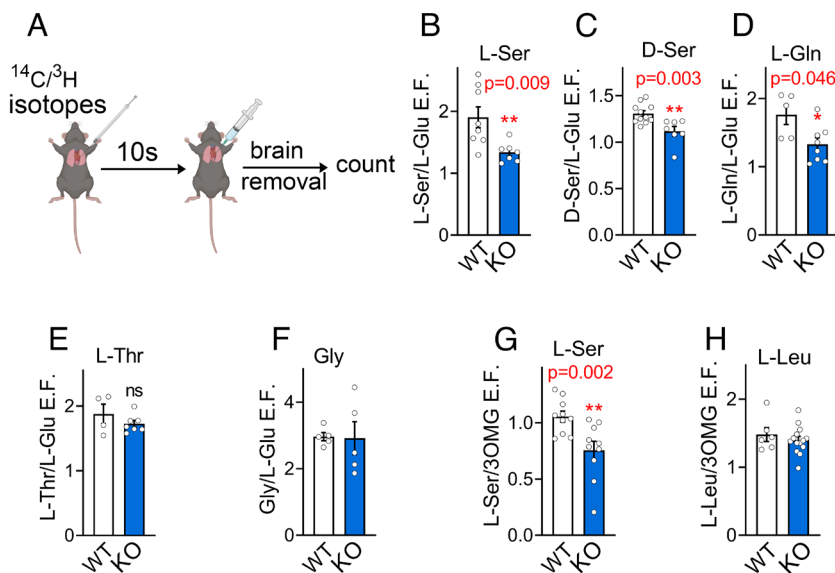 A
14C/3H
isotopes
10s
brain
removal
count
B
L-Ser
p=0.009
**
L-Ser/L-Glu E.F.
2
1
0
WT
KO
C
D-Ser
p=0.003
**
D-Ser/L-Glu E.F.
1.5
1.0
0.0
WT
KO
D
L-Gln
p=0.046
*
L-Gln/L-Glu E.F.
2
1
0
WT
KO
E
L-Thr
ns
L-Thr/L-Glu E.F.
2
1
0
WT
KO
F
Gly
Gly/L-Glu E.F.
4
2
0
WT
KO
G
L-Ser
p=0.002
**
L-Ser/3OMG E.F.
1.0
0.5
0.0
WT
KO
H
L-Leu
L-Leu/3OMG E.F.
2
1
0
WT
KO